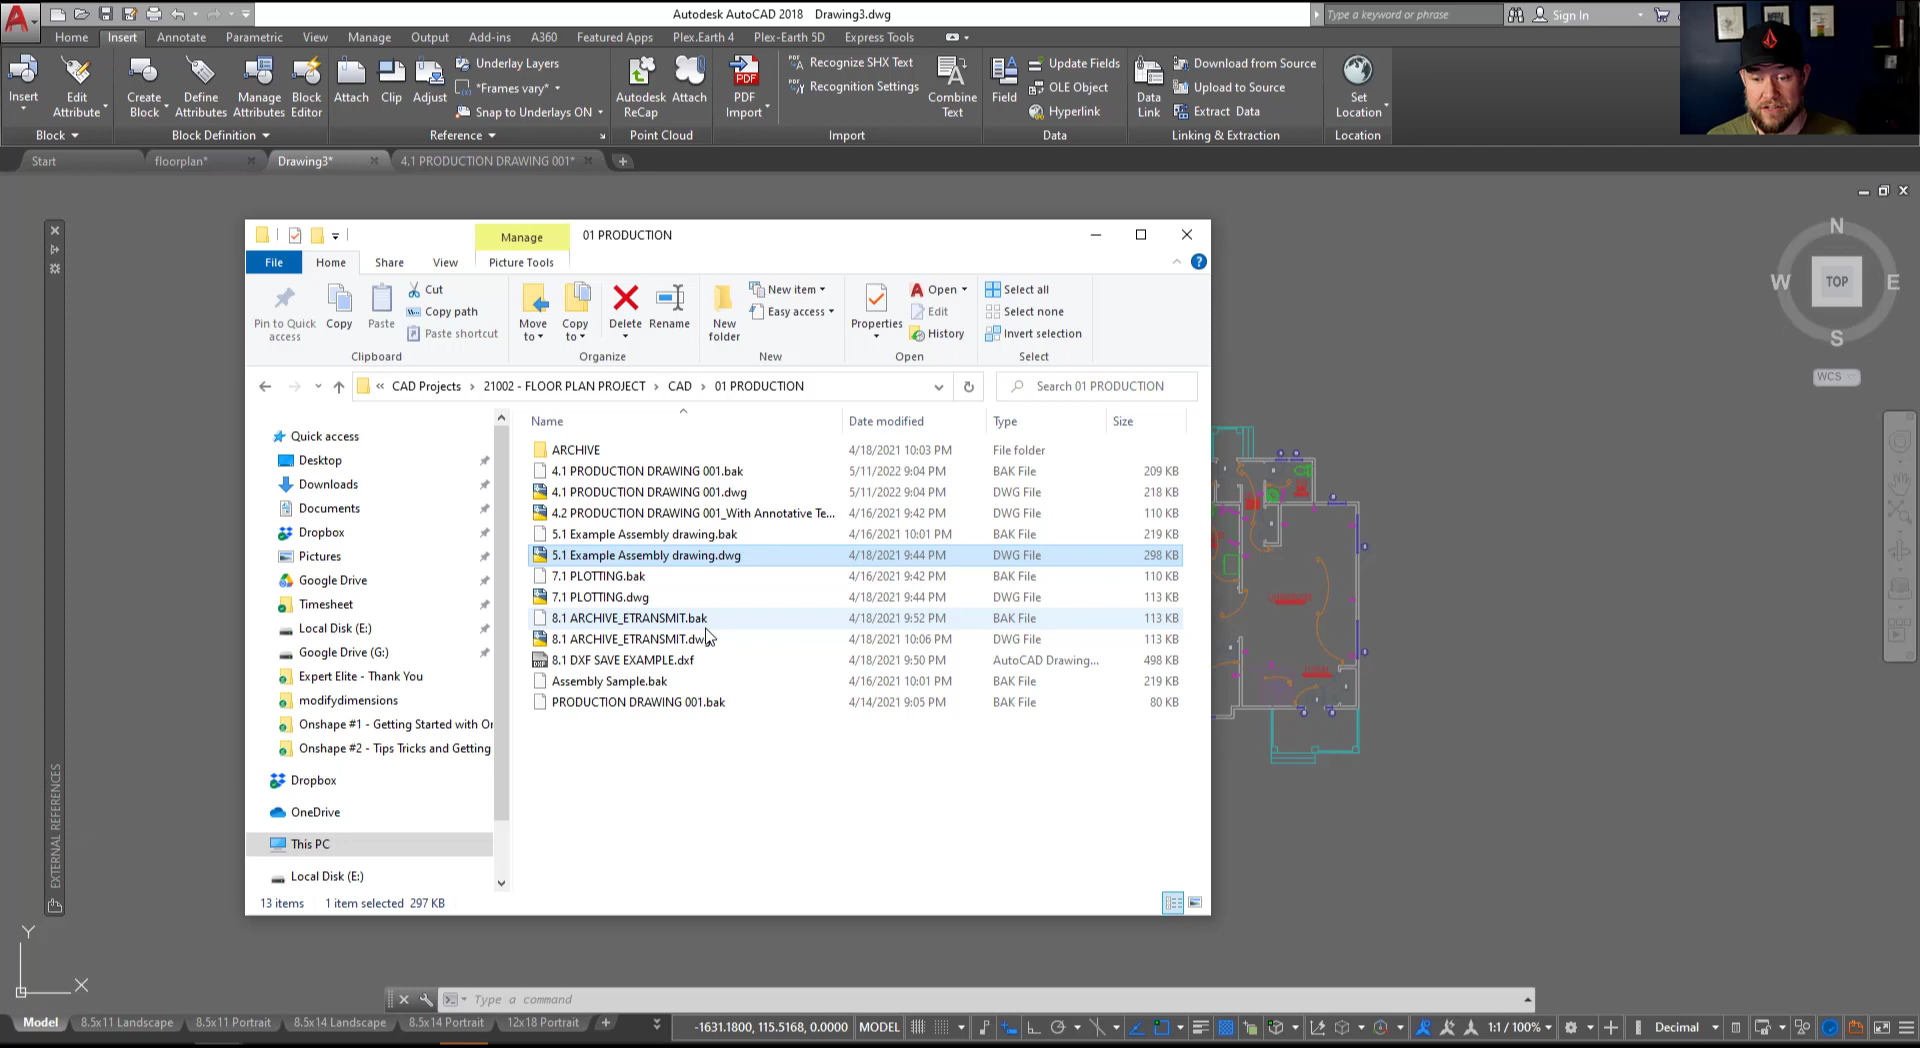 Autodesk AutoCAD 2018   Drawing3.dwg
Type a keyword or phrase
Sign In
Home Insert Annotate Parametric View Manage Output Add-ins A360 Featured Apps Plex.Earth 4 Plex-Earth 5D Express Tools
Insert
Edit Attribute
Create Block
Define Attributes
Manage Attributes
Block Editor
Attach
Clip
Adjust
Underlay Layers
*Frames vary*
Snap to Underlays ON
Autodesk ReCap
Attach
PDF Import
Recognize SHX Text
Recognition Settings
Combine Text
Field
Update Fields
OLE Object
Hyperlink
Data Link
Download from Source
Upload to Source
Extract Data
Set Location
Block
Block Definition
Reference
Point Cloud
Import
Data
Linking & Extraction
Location
Start
floorplan*
Drawing3*
4.1 PRODUCTION DRAWING 001*
Manage
01 PRODUCTION
File Home Share View Picture Tools
Pin to Quick access
Copy
Paste
Cut
Copy path
Paste shortcut
Move to
Copy to
Delete
Rename
New folder
New item
Easy access
Properties
Open
Edit
History
Select all
Select none
Invert selection
Clipboard
Organize
New
Open
Select
« CAD Projects › 21002 - FLOOR PLAN PROJECT › CAD › 01 PRODUCTION
Search 01 PRODUCTION
Name Date modified Type Size
ARCHIVE 4/18/2021 10:03 PM File folder
4.1 PRODUCTION DRAWING 001.bak 5/11/2022 9:04 PM BAK File 209 KB
4.1 PRODUCTION DRAWING 001.dwg 5/11/2022 9:04 PM DWG File 218 KB
4.2 PRODUCTION DRAWING 001_With Annotative Te... 4/16/2021 9:42 PM DWG File 110 KB
5.1 Example Assembly drawing.bak 4/16/2021 10:01 PM BAK File 219 KB
5.1 Example Assembly drawing.dwg 4/18/2021 9:44 PM DWG File 298 KB
7.1 PLOTTING.bak 4/16/2021 9:42 PM BAK File 110 KB
7.1 PLOTTING.dwg 4/18/2021 9:44 PM DWG File 113 KB
8.1 ARCHIVE_ETRANSMIT.bak 4/18/2021 9:52 PM BAK File 113 KB
8.1 ARCHIVE_ETRANSMIT.dw 4/18/2021 10:06 PM DWG File 113 KB
8.1 DXF SAVE EXAMPLE.dxf 4/18/2021 9:50 PM AutoCAD Drawing... 498 KB
Assembly Sample.bak 4/16/2021 10:01 PM BAK File 219 KB
PRODUCTION DRAWING 001.bak 4/14/2021 9:05 PM BAK File 80 KB
Quick access
Desktop
Downloads
Documents
Dropbox
Pictures
Google Drive
Timesheet
Local Disk (E:)
Google Drive (G:)
Expert Elite - Thank You
modifydimensions
Onshape #1 - Getting Started with Or
Onshape #2 - Tips Tricks and Getting
Dropbox
OneDrive
This PC
Local Disk (E:)
13 items 1 item selected 297 KB
N
W
TOP
E
S
WCS
EXTERNAL REFERENCES
Y
X
Type a command
Model 8.5x11 Landscape 8.5x11 Portrait 8.5x14 Landscape 8.5x14 Portrait 12x18 Portrait
-1631.1800, 115.5168, 0.0000 MODEL
1:1 / 100%
Decimal